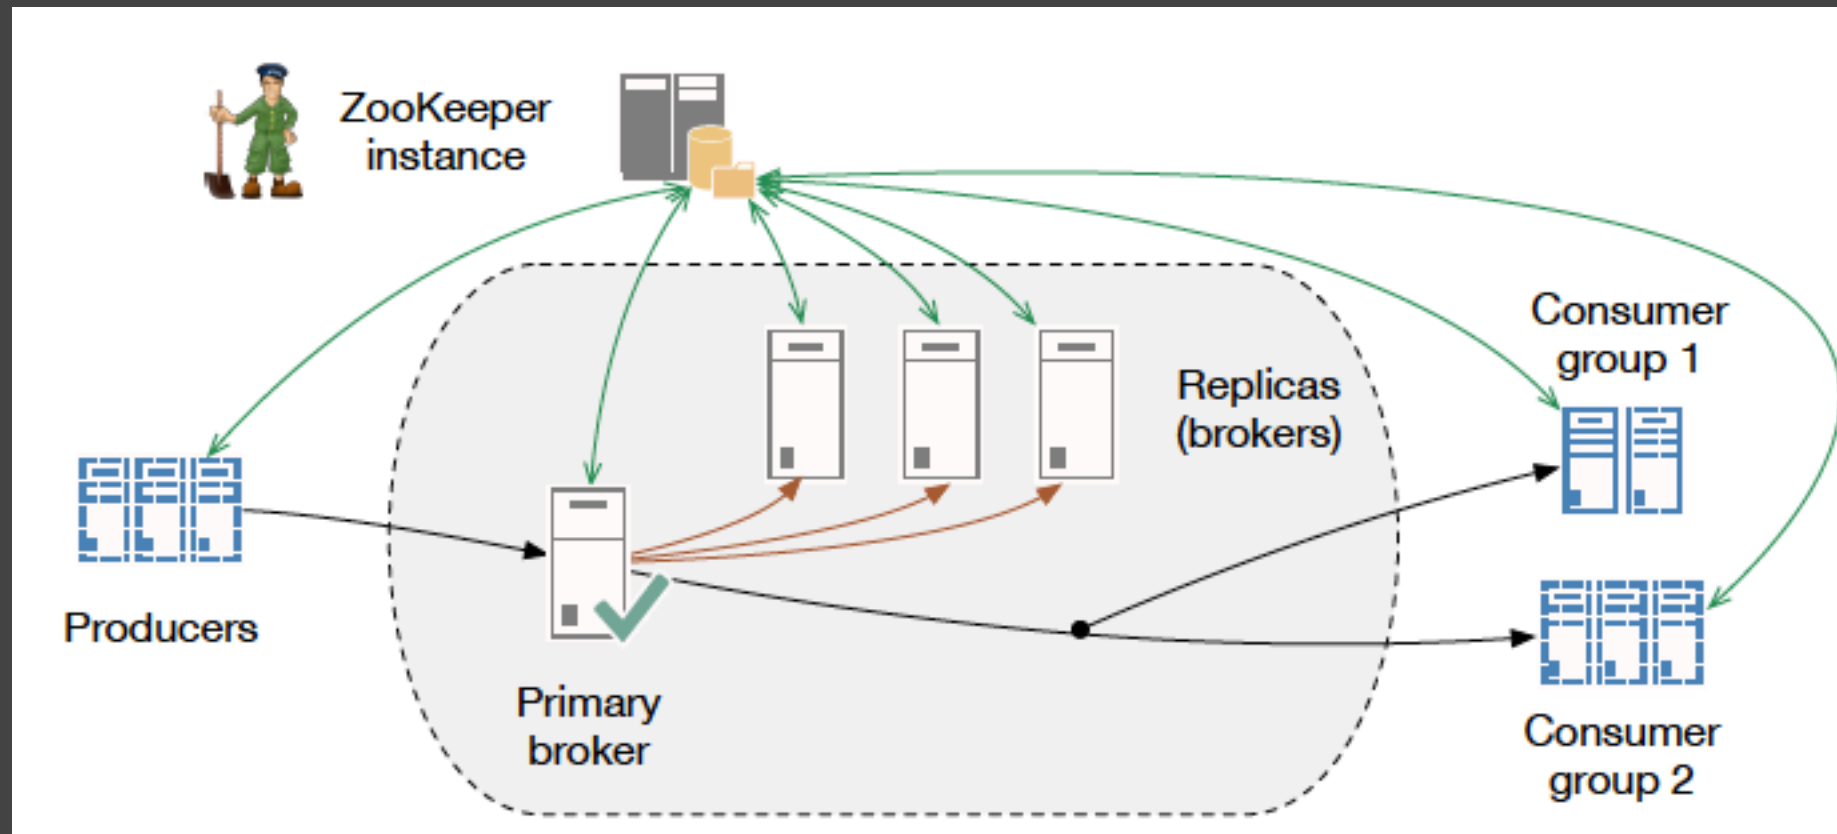 ZooKeeper
instance
Consumer
group 1
Replicas
(brokers)
Producers
Primary
broker
Consumer
group 2